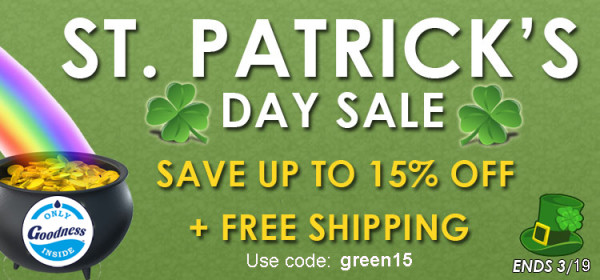 ST. PATRICK'S
DAY SALE
SAVE UP TO 15% OFF
+ FREE SHIPPING
Use code: green15
ONLY
Goodness
INSIDE
ENDS 3/19